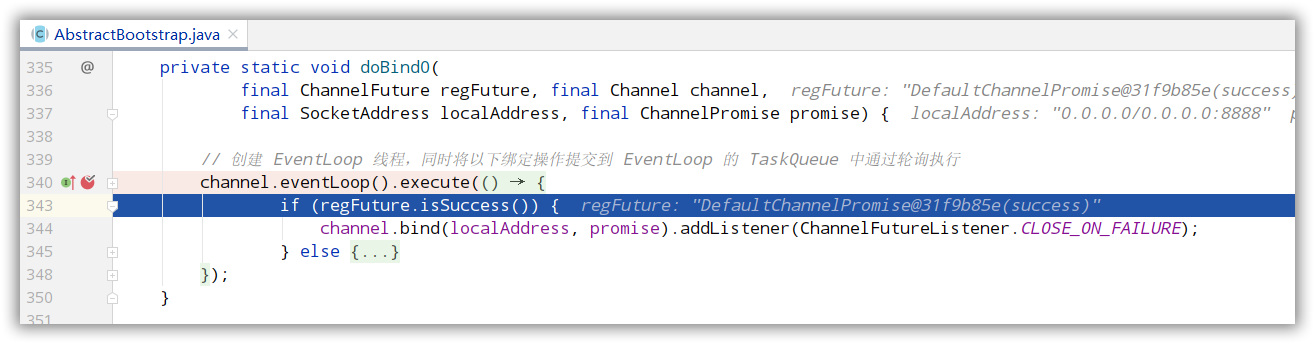 AbstractBootstrap.java
335 @ private static void doBind0(
336 final ChannelFuture regFuture, final Channel channel, regFuture: "DefaultChannelPromise@31f9b85e(success)
337 final SocketAddress localAddress, final ChannelPromise promise) { localAddress: "0.0.0.0/0.0.0.0:8888" p
338
339 // 创建 EventLoop 线程，同时将以下绑定操作提交到 EventLoop 的 TaskQueue 中通过轮询执行
340 channel.eventLoop().execute(() → {
343 if (regFuture.isSuccess()) { regFuture: "DefaultChannelPromise@31f9b85e(success)"
344 channel.bind(localAddress, promise).addListener(ChannelFutureListener.CLOSE_ON_FAILURE);
345 } else {...}
348 });
350 }
351